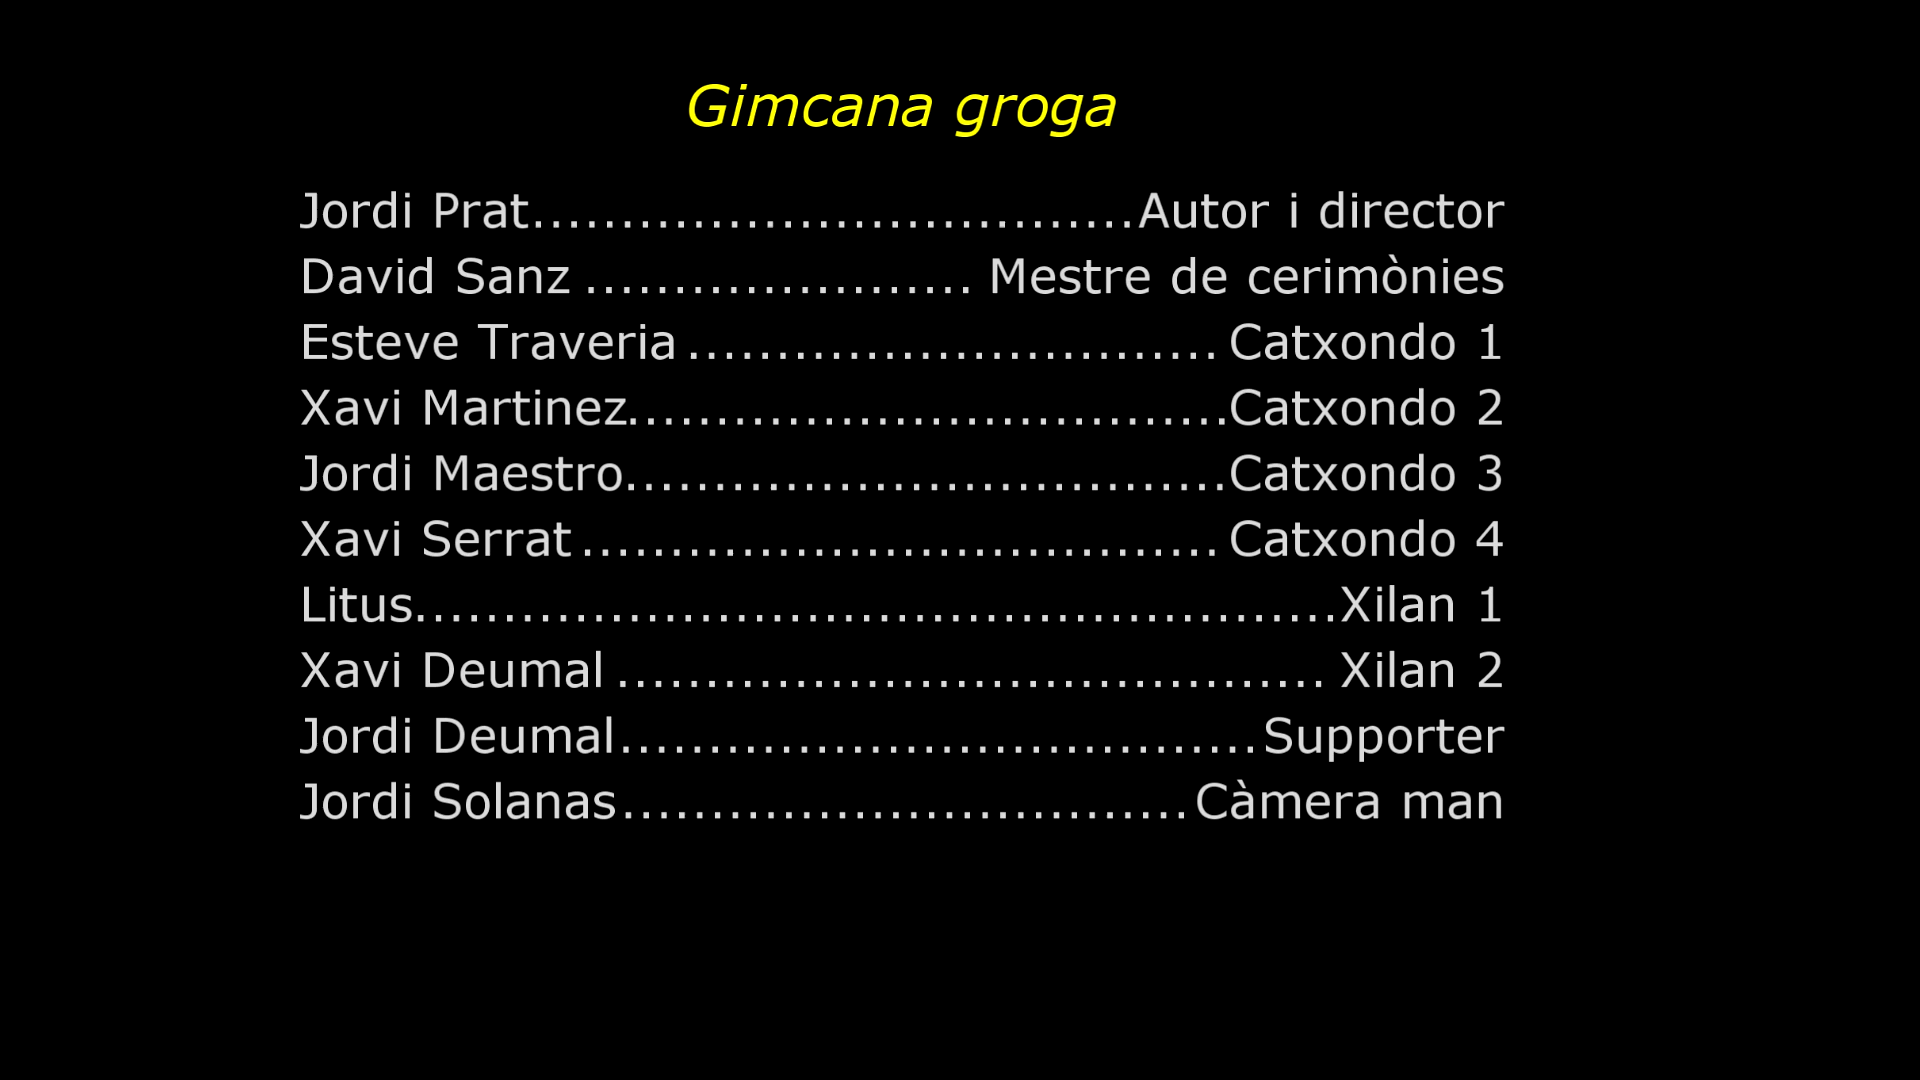 Gimcana groga
Jordi Prat..................................Autor i director
David Sanz ...................... Mestre de cerimònies
Esteve Traveria .............................. Catxondo 1
Xavi Martinez..................................Catxondo 2
Jordi Maestro..................................Catxondo 3
Xavi Serrat .................................... Catxondo 4
Litus....................................................Xilan 1
Xavi Deumal ........................................ Xilan 2
Jordi Deumal....................................Supporter
Jordi Solanas................................Càmera man